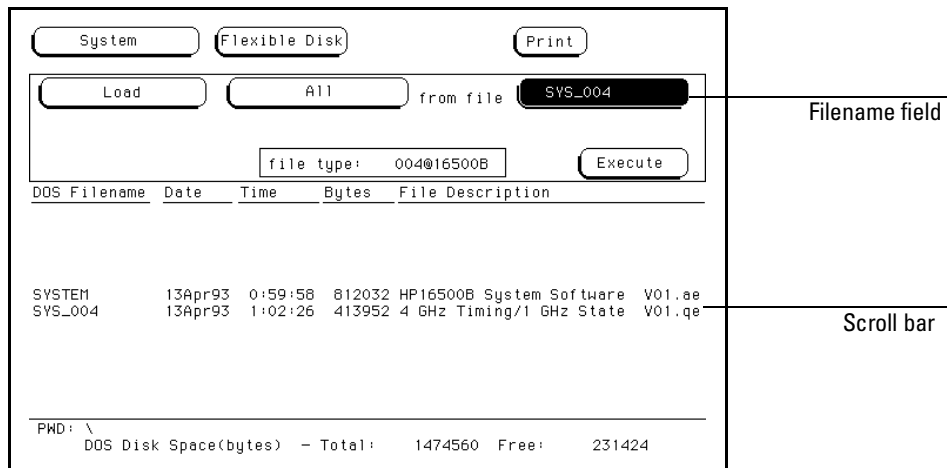 System Flexible Disk Print
Load All from file SYS_004
Filename field
file type: 004@16500B Execute
DOS Filename Date Time Bytes File Description
SYSTEM 13Apr93 0:59:58 812032 HP16500B System Software V01.ae
SYS_004 13Apr93 1:02:26 413952 4 GHz Timing/1 GHz State V01.qe
Scroll bar
PWD: \
DOS Disk Space(bytes) - Total: 1474560 Free: 231424